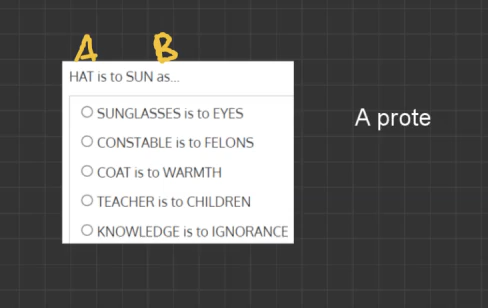 A B
HAT is to SUN as...
SUNGLASSES is to EYES
CONSTABLE is to FELONS
COAT is to WARMTH
TEACHER is to CHILDREN
KNOWLEDGE is to IGNORANCE
A prote